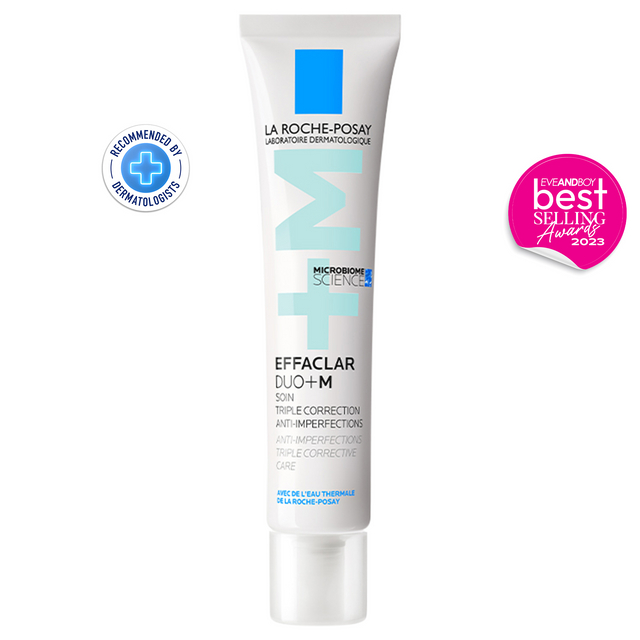 LA ROCHE-POSAY
LABORATOIRE DERMATOLOGIQUE
+M
MICROBIOME
SCIENCE
EFFACLAR
DUO+M
SOIN
TRIPLE CORRECTION
ANTI-IMPERFECTIONS
ANTI-IMPERFECTIONS
TRIPLE CORRECTIVE
CARE
AVEC DE L'EAU THERMALE
DE LA ROCHE-POSAY
RECOMMENDED BY
DERMATOLOGISTS
EVEANDBOY
best
SELLING
Awards
2023